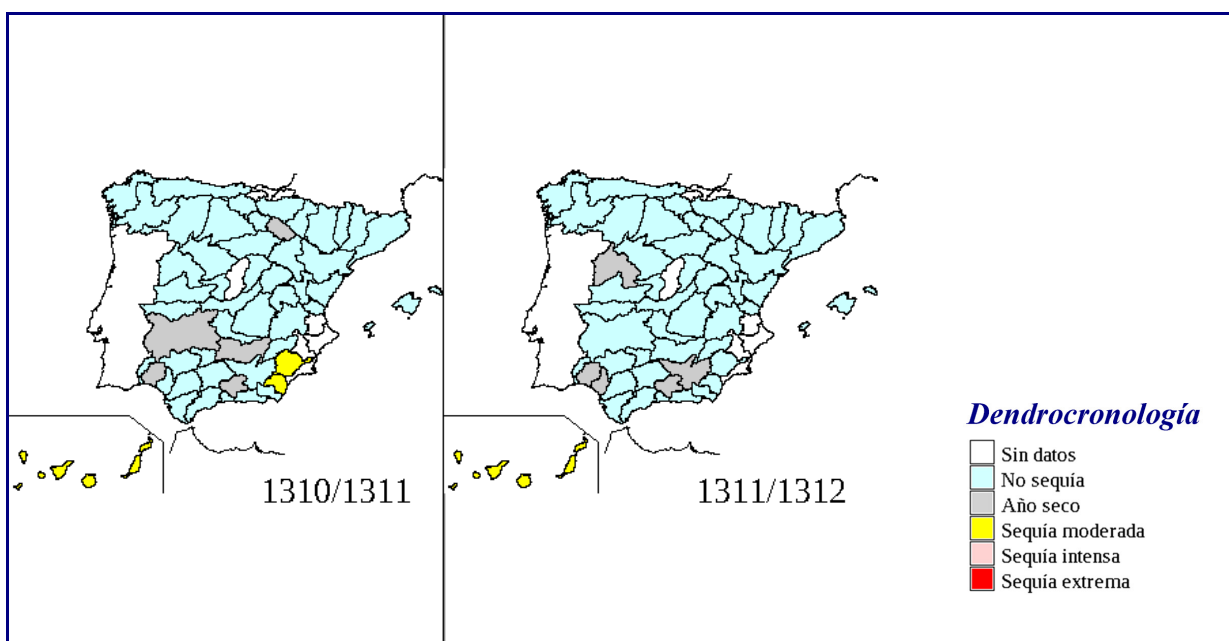 1310/1311
1311/1312
Dendrocronología
Sin datos
No sequía
Año seco
Sequía moderada
Sequía intensa
Sequía extrema